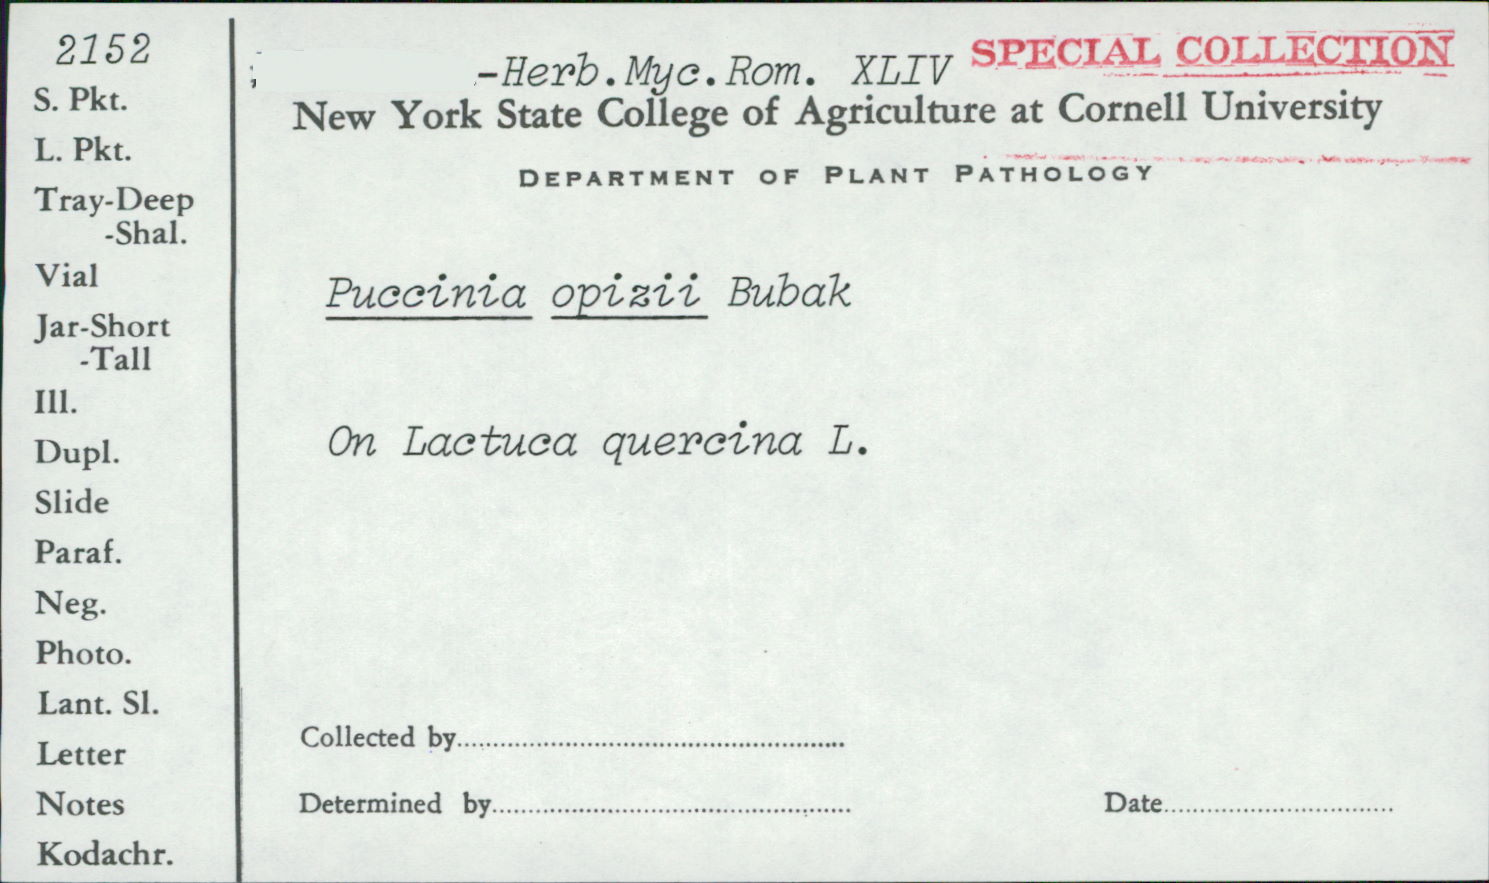 2152
S. Pkt.
L. Pkt.
Tray-Deep
-Shal.
Vial
Jar-Short
-Tall
Ill.
Dupl.
Slide
Paraf.
Neg.
Photo.
Lant. Sl.
Letter
Notes
Kodachr.
-Herb.Myc.Rom. XLIV SPECIAL COLLECTION
New York State College of Agriculture at Cornell University
DEPARTMENT OF PLANT PATHOLOGY
Puccinia opizii Bubak
On Lactuca quercina L.
Collected by
Determined by Date